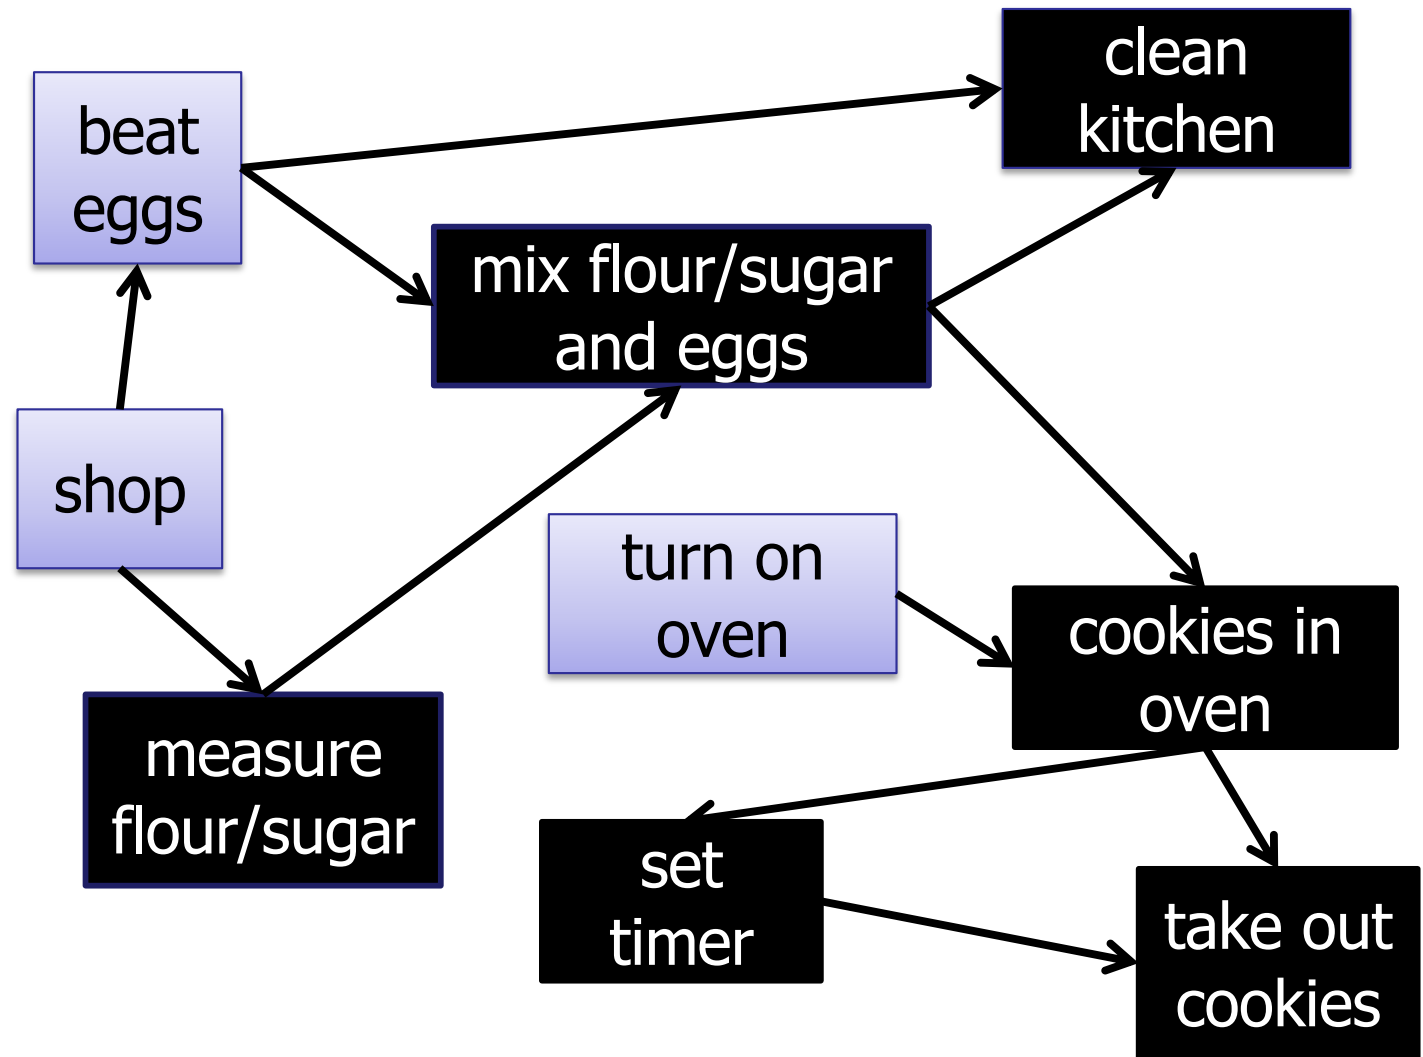 clean
kitchen
beat
eggs
mix flour/sugar
and eggs
shop
turn on
oven
cookies in
oven
measure
flour/sugar
set
timer
take out
cookies